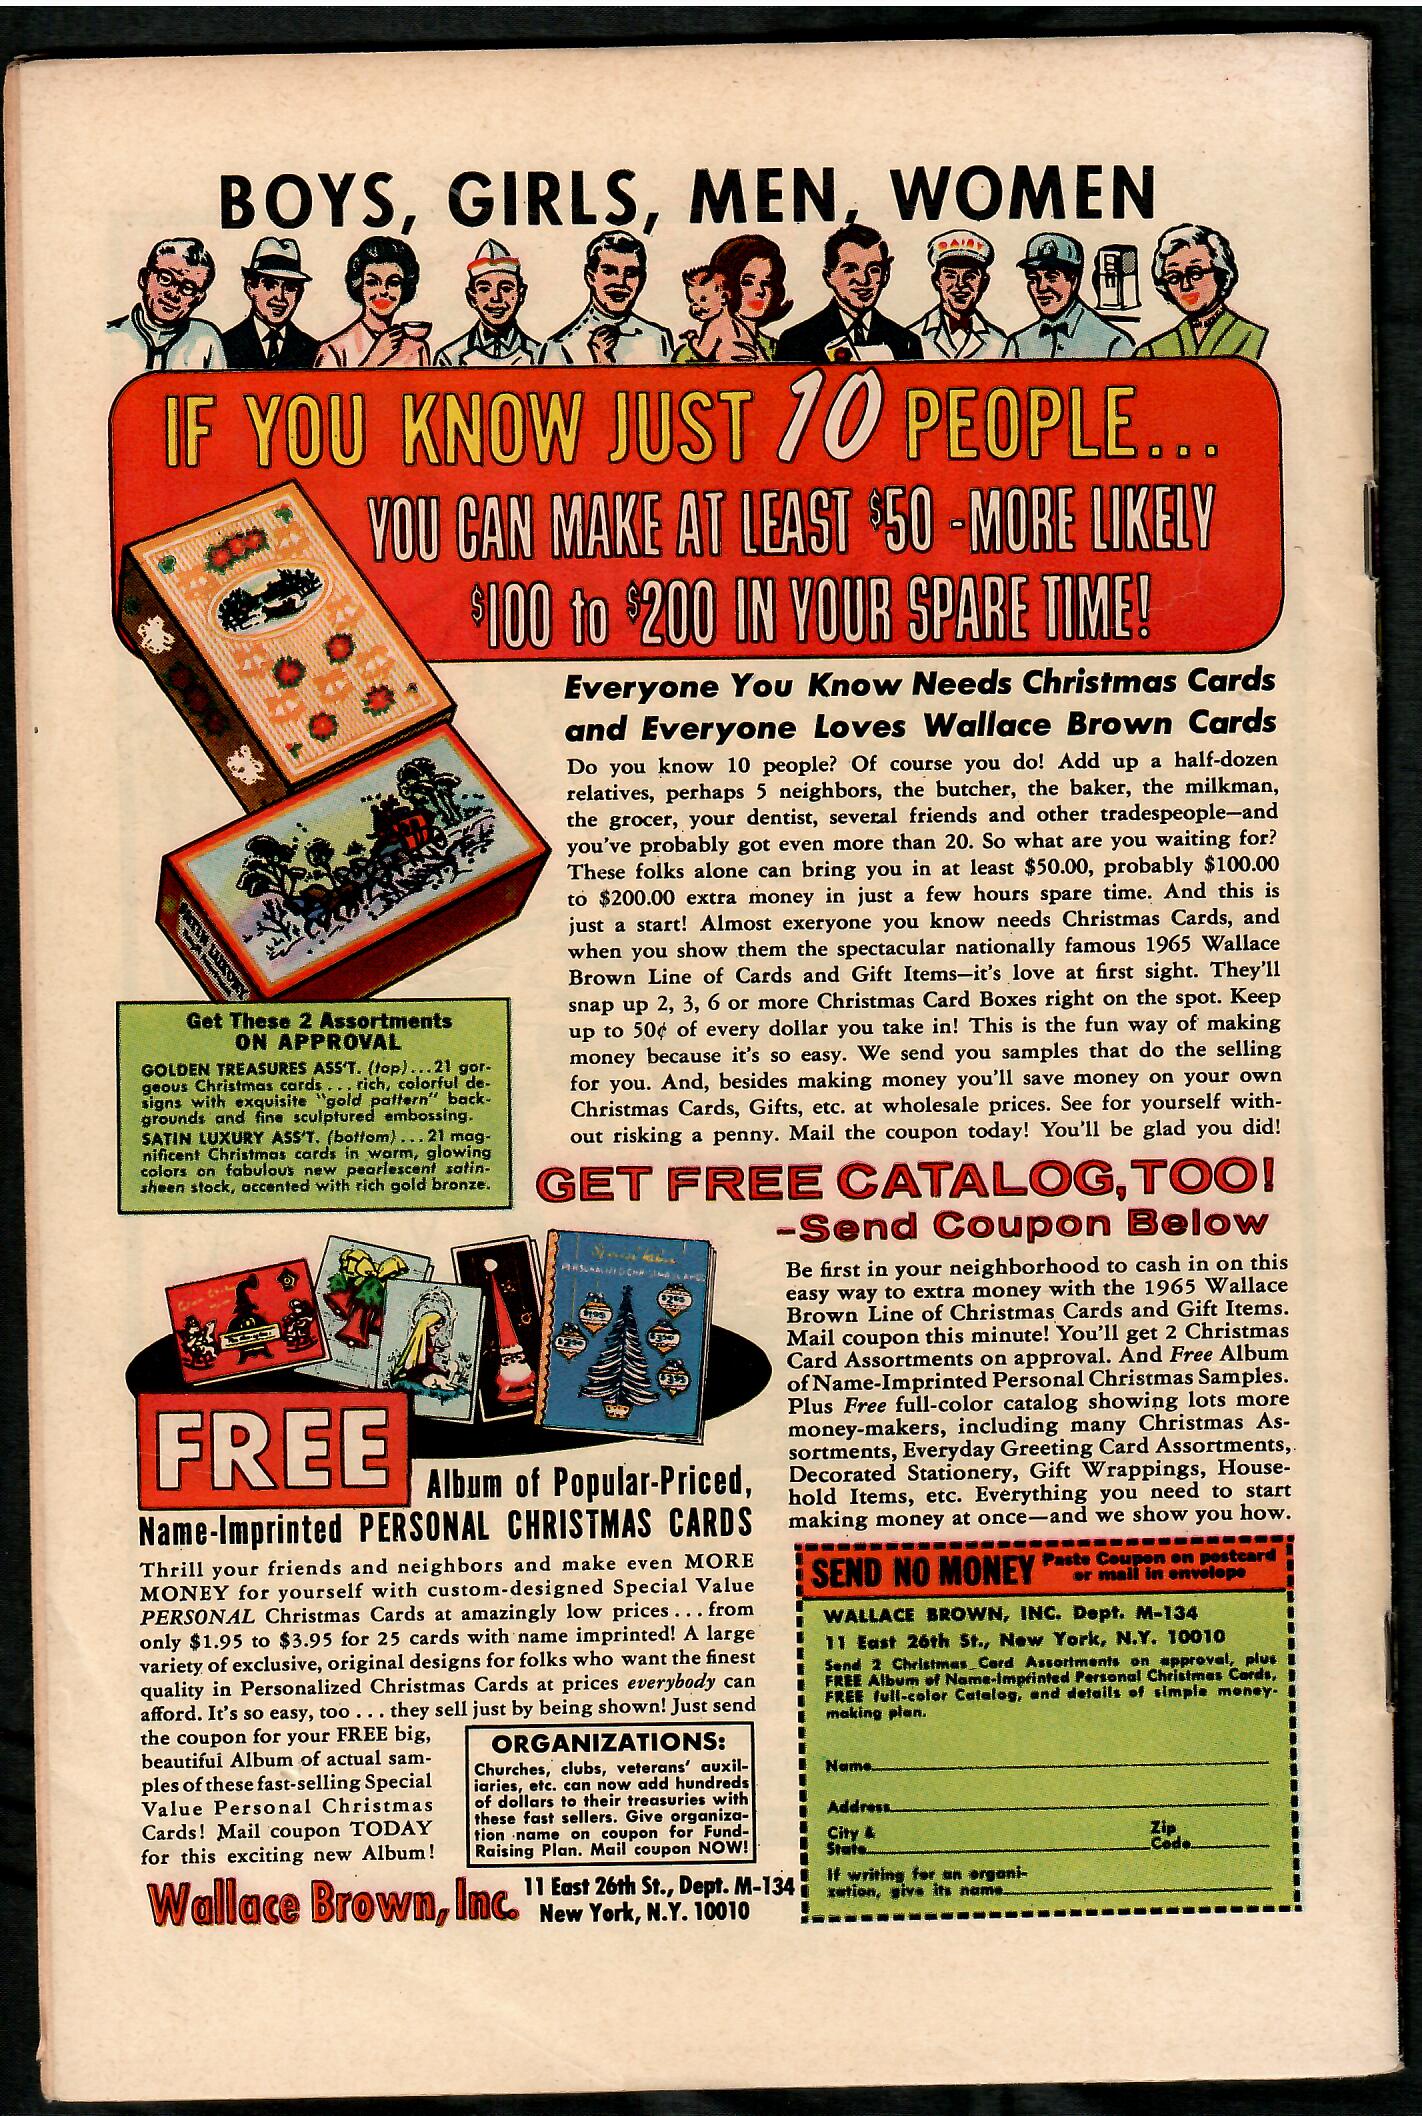 BOYS, GIRLS, MEN, WOMEN
DAIRY
IF YOU KNOW JUST 10 PEOPLE...
YOU CAN MAKE AT LEAST $50 - MORE LIKELY
$100 to $200 IN YOUR SPARE TIME!
Everyone You Know Needs Christmas Cards
and Everyone Loves Wallace Brown Cards
Do you know 10 people? Of course you do! Add up a half-dozen
relatives, perhaps 5 neighbors, the butcher, the baker, the milkman,
the grocer, your dentist, several friends and other tradespeople—and
you've probably got even more than 20. So what are you waiting for?
These folks alone can bring you in at least $50.00, probably $100.00
to $200.00 extra money in just a few hours spare time. And this is
just a start! Almost exeryone you know needs Christmas Cards, and
when you show them the spectacular nationally famous 1965 Wallace
Brown Line of Cards and Gift Items—it's love at first sight. They'll
snap up 2, 3, 6 or more Christmas Card Boxes right on the spot. Keep
up to 50¢ of every dollar you take in! This is the fun way of making
money because it's so easy. We send you samples that do the selling
for you. And, besides making money you'll save money on your own
Christmas Cards, Gifts, etc. at wholesale prices. See for yourself with-
out risking a penny. Mail the coupon today! You'll be glad you did!
SATIN LUXURY
Get These 2 Assortments
ON APPROVAL
GOLDEN TREASURES ASS'T. (top)...21 gor-
geous Christmas cards...rich, colorful de-
signs with exquisite "gold pattern" back-
grounds and fine sculptured embossing.
SATIN LUXURY ASS'T. (bottom)...21 mag-
nificent Christmas cards in warm, glowing
colors on fabulous new pearlescent satin-
sheen stock, accented with rich gold bronze.
GET FREE CATALOG, TOO!
-Send Coupon Below
Be first in your neighborhood to cash in on this
easy way to extra money with the 1965 Wallace
Brown Line of Christmas Cards and Gift Items.
Mail coupon this minute! You'll get 2 Christmas
Card Assortments on approval. And Free Album
of Name-Imprinted Personal Christmas Samples.
Plus Free full-color catalog showing lots more
money-makers, including many Christmas As-
sortments, Everyday Greeting Card Assortments,
Decorated Stationery, Gift Wrappings, House-
hold Items, etc. Everything you need to start
making money at once—and we show you how.
PERSONALIZED CHRISTMAS CARDS
$1.95
$2.95
$3.50
$3.95
FREE
Album of Popular-Priced,
Name-Imprinted PERSONAL CHRISTMAS CARDS
Thrill your friends and neighbors and make even MORE
MONEY for yourself with custom-designed Special Value
PERSONAL Christmas Cards at amazingly low prices...from
only $1.95 to $3.95 for 25 cards with name imprinted! A large
variety of exclusive, original designs for folks who want the finest
quality in Personalized Christmas Cards at prices everybody can
afford. It's so easy, too...they sell just by being shown! Just send
the coupon for your FREE big,
beautiful Album of actual sam-
ples of these fast-selling Special
Value Personal Christmas
Cards! Mail coupon TODAY
for this exciting new Album!
ORGANIZATIONS:
Churches, clubs, veterans' auxil-
iaries, etc. can now add hundreds
of dollars to their treasuries with
these fast sellers. Give organiza-
tion name on coupon for Fund-
Raising Plan. Mail coupon NOW!
Wallace Brown, Inc.
11 East 26th St., Dept. M-134
New York, N.Y. 10010
SEND NO MONEY Paste Coupon on postcard
or mail in envelope
WALLACE BROWN, INC. Dept. M-134
11 East 26th St., New York, N.Y. 10010
Send 2 Christmas Card Assortments on approval, plus
FREE Album of Name-Imprinted Personal Christmas Cards,
FREE full-color Catalog, and details of simple money-
making plan.
Name
Address
City &
State
Zip
Code
If writing for an organi-
zation, give its name